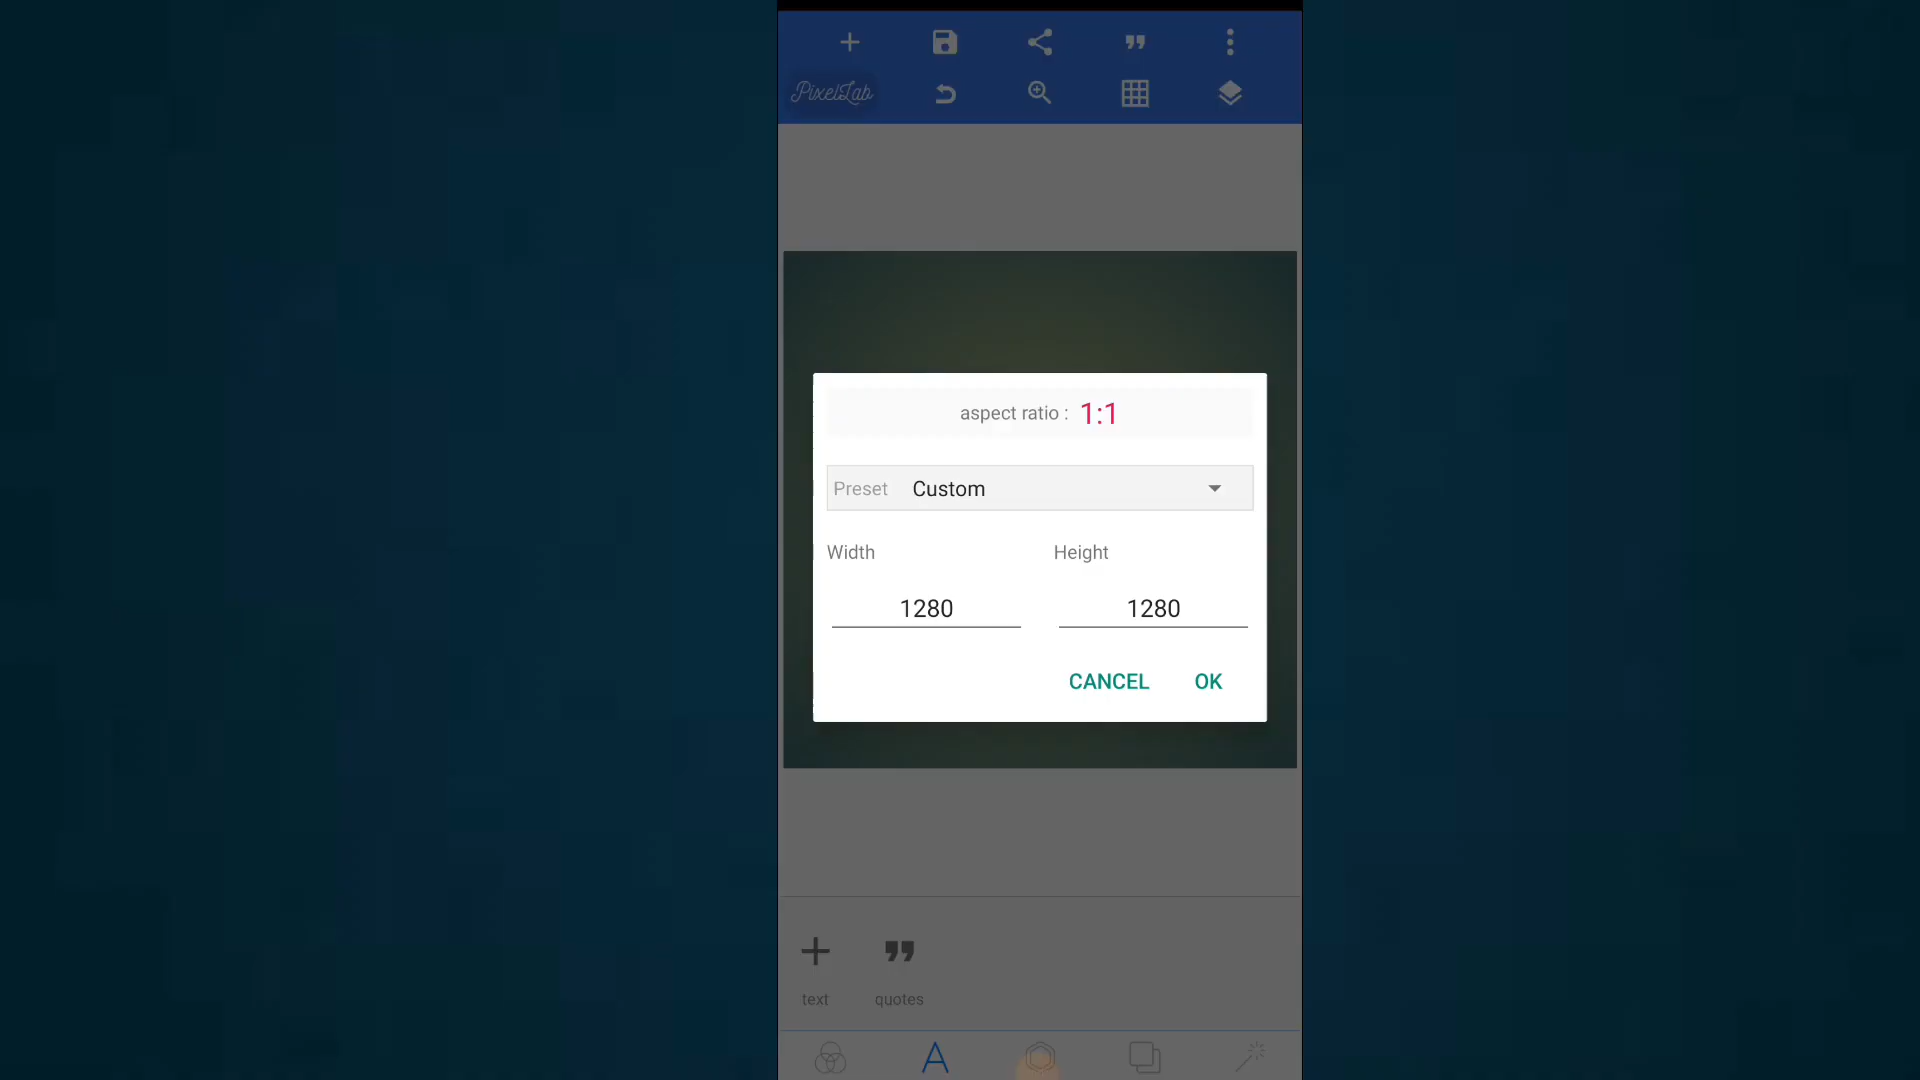 PixelLab
aspect ratio : 1:1
Preset Custom
Width Height
1280 1280
CANCEL OK
text quotes